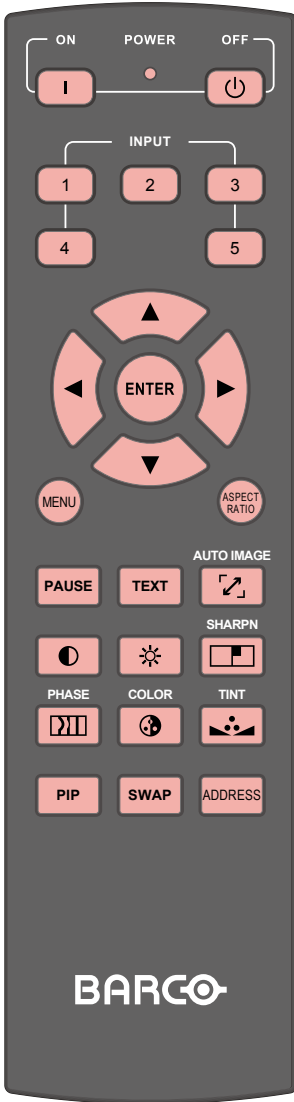 ON POWER OFF
I
INPUT
1 2 3
4 5
ENTER
MENU ASPECT
RATIO
AUTO IMAGE
PAUSE TEXT
SHARPN
PHASE COLOR TINT
PIP SWAP ADDRESS
BARCO